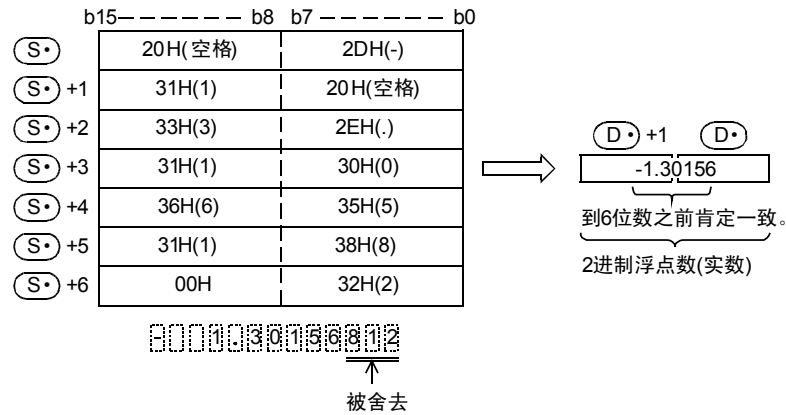 b15 b8 b7 b0
S• 20H(空格) 2DH(-)
S• +1 31H(1) 20H(空格)
S• +2 33H(3) 2EH(.)
S• +3 31H(1) 30H(0)
S• +4 36H(6) 35H(5)
S• +5 31H(1) 38H(8)
S• +6 00H 32H(2)
D• +1 D•
-1.30156
到6位数之前肯定一致。
2进制浮点数(实数)
- 1.30156812
被舍去